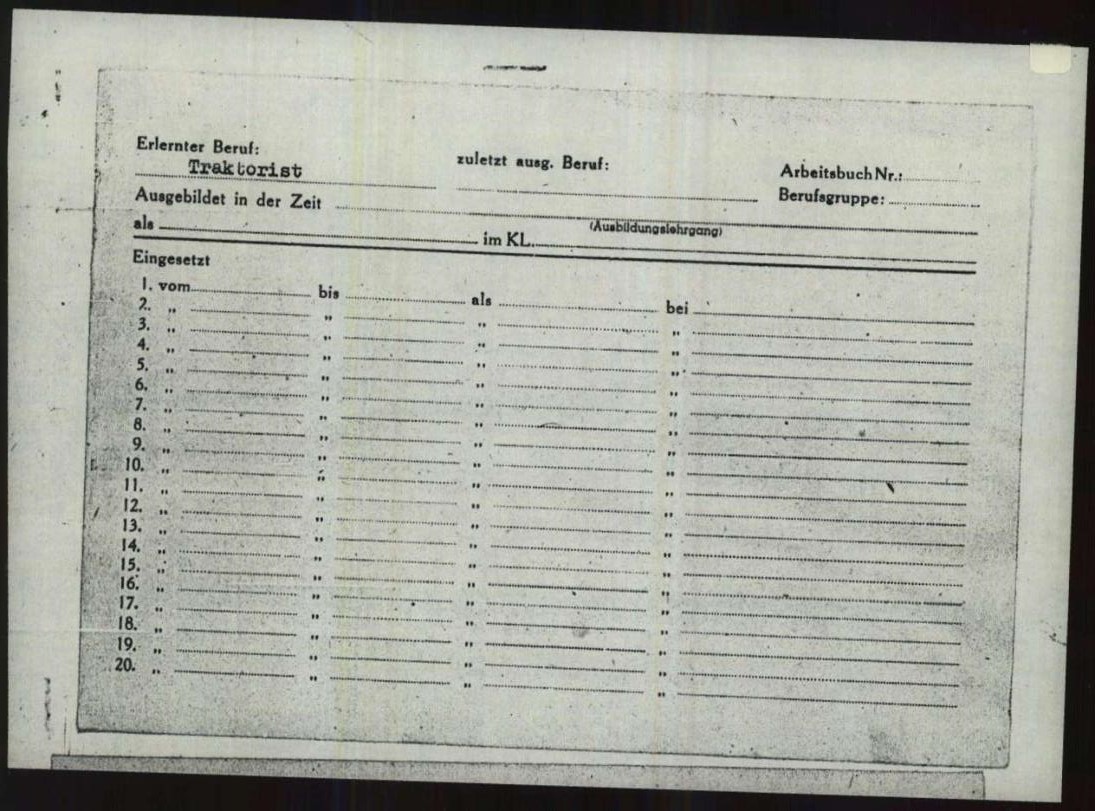 Erlernter Beruf: zuletzt ausg. Beruf: Arbeitsbuch Nr.:
Traktorist
Berufsgruppe:
Ausgebildet in der Zeit
(Ausbildungslehrgang)
als im KL.
Eingesetzt
1. vom bis als bei
2. „ „ „ „
3. „ „ „ „
4. „ „ „ „
5. „ „ „ „
6. „ „ „ „
7. „ „ „ „
8. „ „ „ „
9. „ „ „ „
10. „ „ „ „
11. „ „ „ „
12. „ „ „ „
13. „ „ „ „
14. „ „ „ „
15. „ „ „ „
16. „ „ „ „
17. „ „ „ „
18. „ „ „ „
19. „ „ „ „
20. „ „ „ „